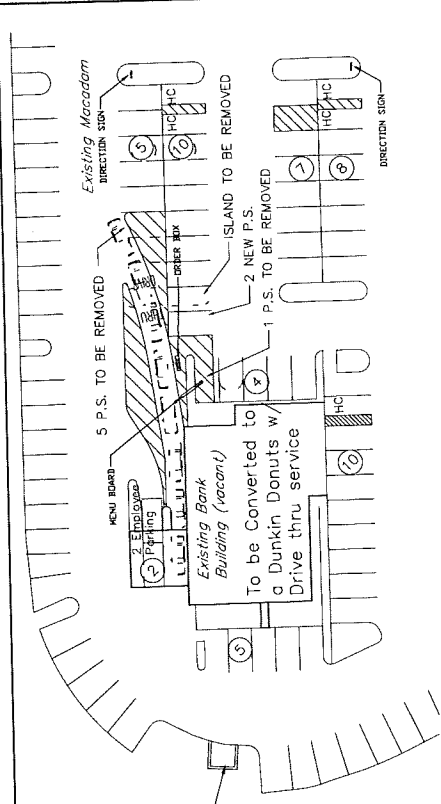 Existing Macadam
DIRECTION SIGN
5 P.S. TO BE REMOVED
MENU BOARD
2 Employee
Parking
2
5
10
HC
HC
ORDER BOX
ISLAND TO BE REMOVED
2 NEW P.S.
1 P.S. TO BE REMOVED
Existing Bank
Building (vacant)
To be Converted to
a Dunkin Donuts w/
Drive thru service
4
7
8
HC
HC
DIRECTION SIGN
5
HC
10